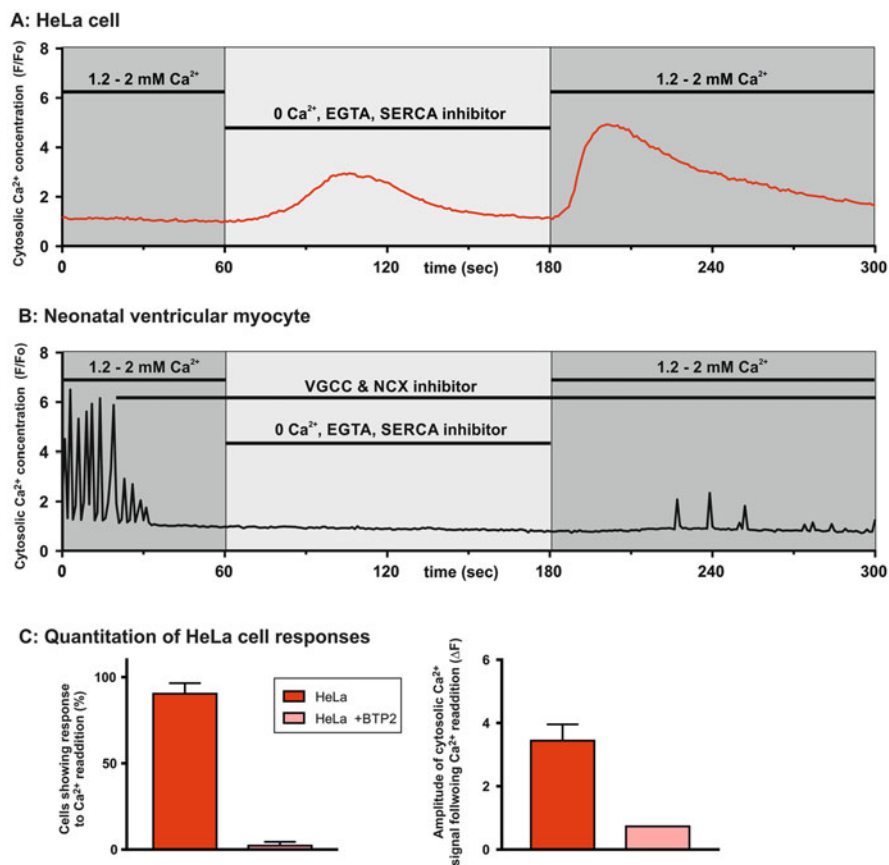 A: HeLa cell
Cytosolic Ca²⁺ concentration (F/Fo)
8
6
4
2
0
1.2 - 2 mM Ca²⁺
0 Ca²⁺, EGTA, SERCA inhibitor
1.2 - 2 mM Ca²⁺
0 60 120 time (sec) 180 240 300
B: Neonatal ventricular myocyte
Cytosolic Ca²⁺ concentration (F/Fo)
8
6
4
2
0
1.2 - 2 mM Ca²⁺
1.2 - 2 mM Ca²⁺
VGCC & NCX inhibitor
0 Ca²⁺, EGTA, SERCA inhibitor
0 60 120 time (sec) 180 240 300
C: Quantitation of HeLa cell responses
Cells showing response
to Ca²⁺ readdition (%)
100
50
0
HeLa
HeLa +BTP2
Amplitude of cytosolic Ca²⁺
signal follwoing Ca²⁺ readdition (ΔF)
6
4
2
0